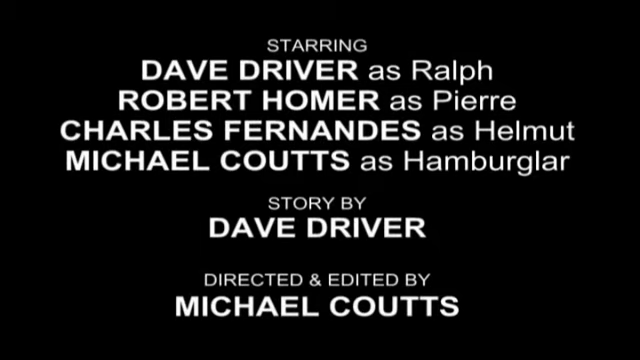 STARRING
DAVE DRIVER as Ralph
ROBERT HOMER as Pierre
CHARLES FERNANDES as Helmut
MICHAEL COUTTS as Hamburglar
STORY BY
DAVE DRIVER
DIRECTED & EDITED BY
MICHAEL COUTTS